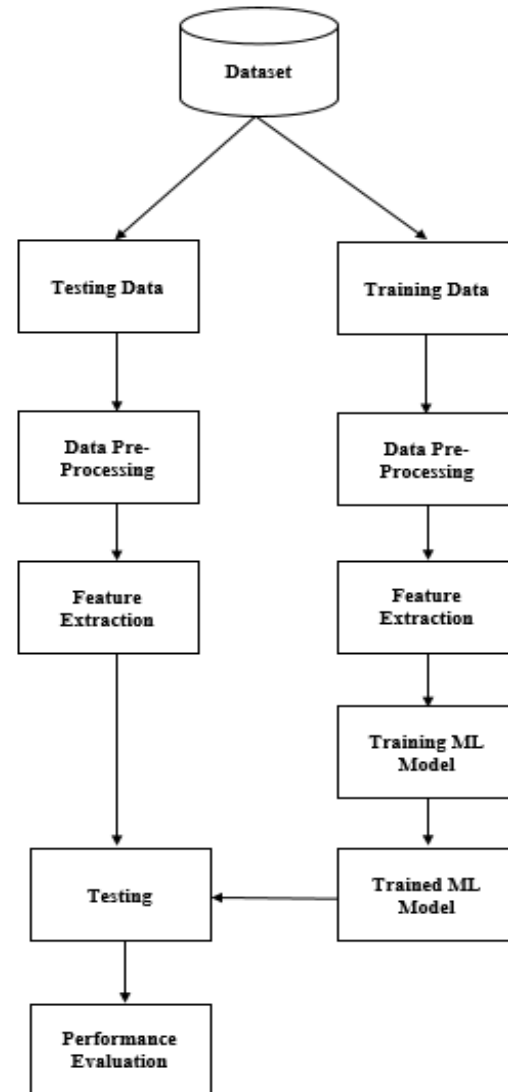 Dataset
Testing Data
Training Data
Data Pre-
Processing
Data Pre-
Processing
Feature
Extraction
Feature
Extraction
Training ML
Model
Testing
Trained ML
Model
Performance
Evaluation